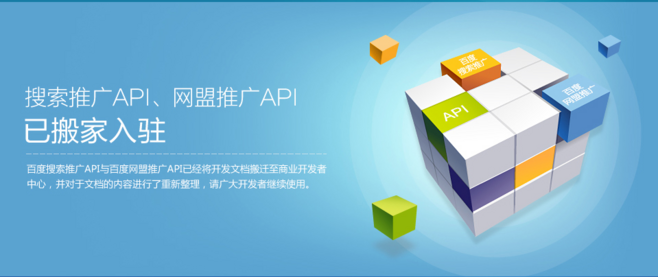 搜索推广API、网盟推广API
已搬家入驻
百度搜索推广API与百度网盟推广API已经将开发文档搬迁至商业开发者
中心，并对于文档的内容进行了重新整理，请广大开发者继续使用。
百度
搜索推广
API
百度
网盟推广